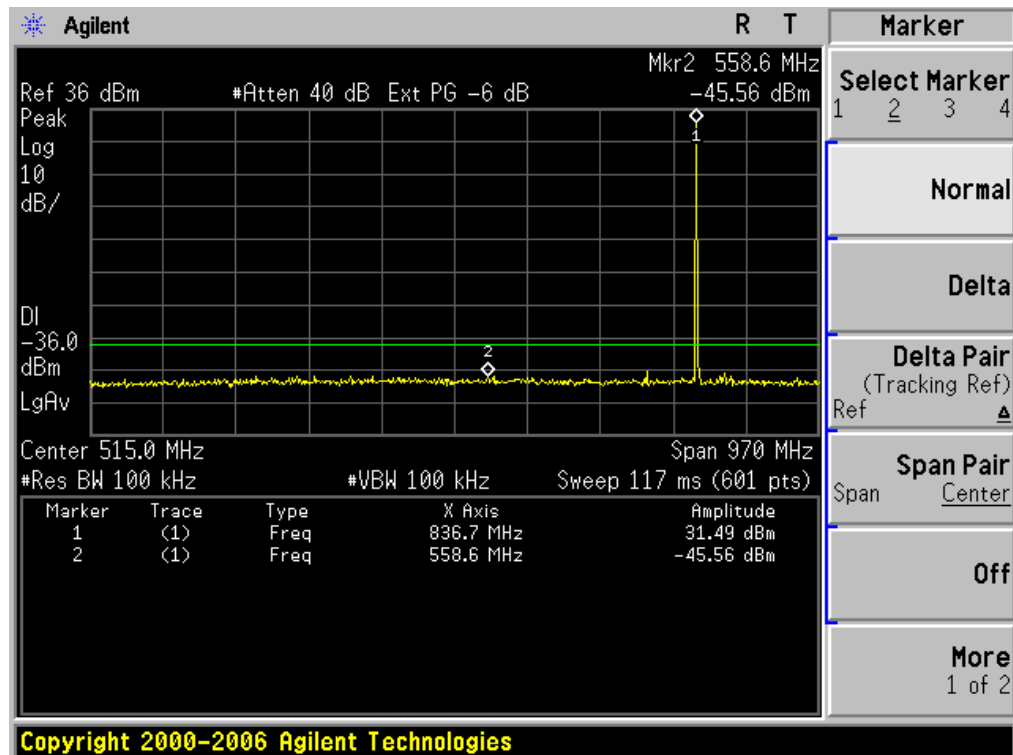 Agilent R T
Mkr2 558.6 MHz
Ref 36 dBm #Atten 40 dB Ext PG -6 dB -45.56 dBm
Peak
Log
10
dB/
1
DI
-36.0
dBm
2
LgAv
Center 515.0 MHz Span 970 MHz
#Res BW 100 kHz #VBW 100 kHz Sweep 117 ms (601 pts)
Marker Trace Type X Axis Amplitude
1 (1) Freq 836.7 MHz 31.49 dBm
2 (1) Freq 558.6 MHz -45.56 dBm
Marker
Select Marker
1 2 3 4
Normal
Delta
Delta Pair
(Tracking Ref)
Ref Δ
Span Pair
Span Center
Off
More
1 of 2
Copyright 2000-2006 Agilent Technologies